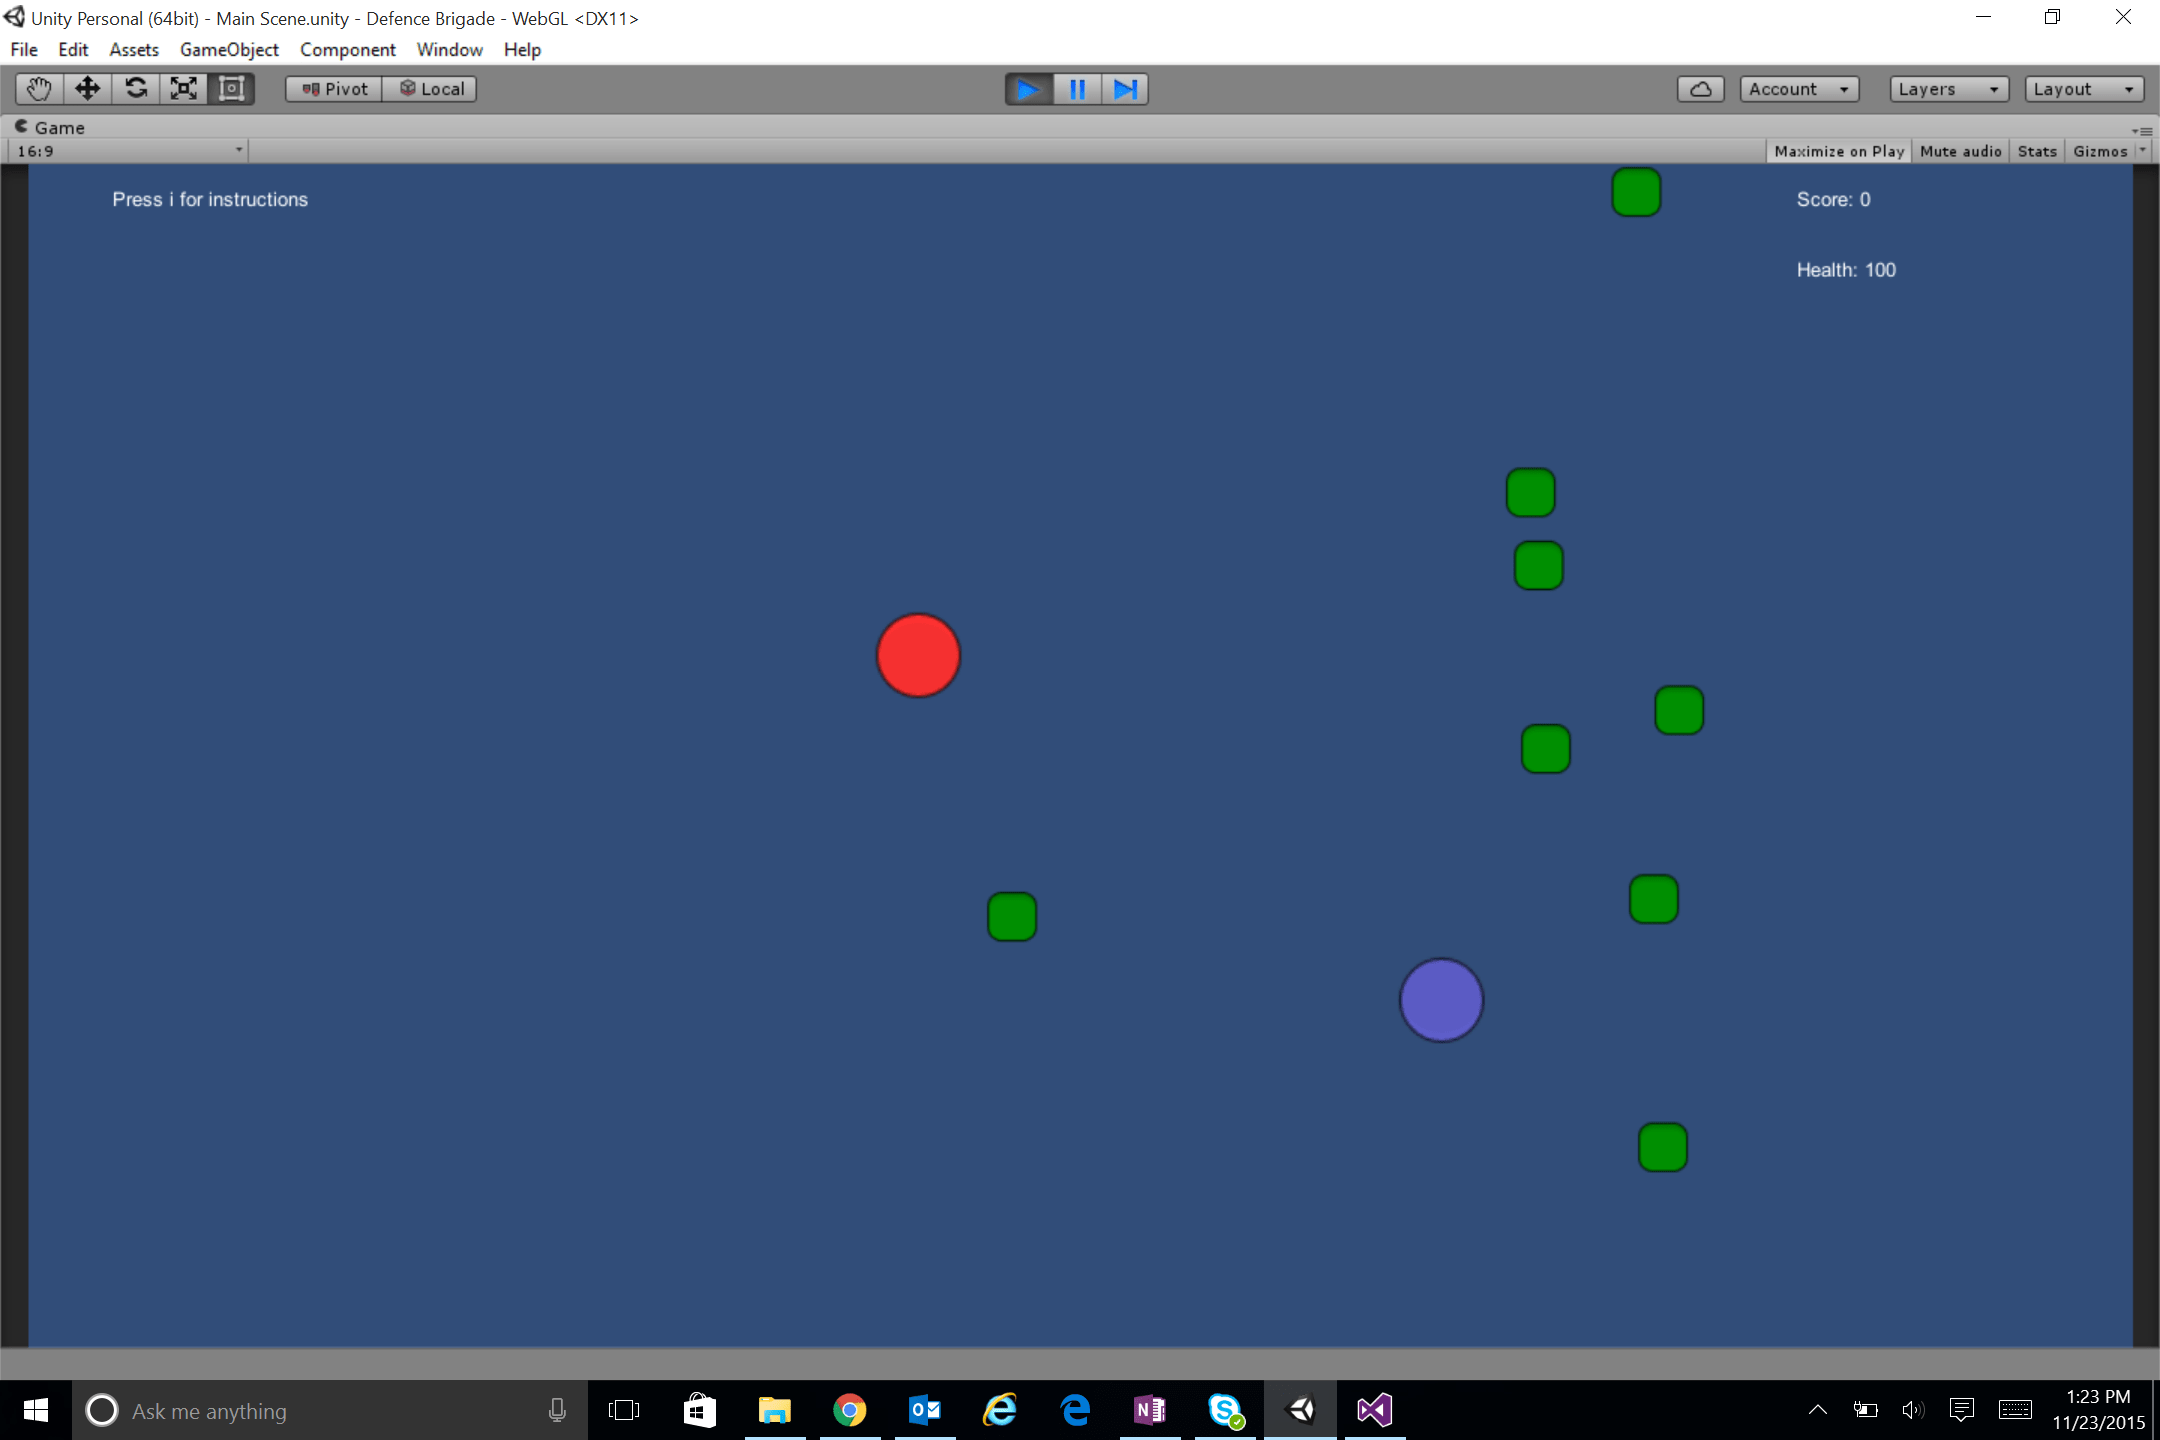 Unity Personal (64bit) - Main Scene.unity - Defence Brigade - WebGL <DX11>
File Edit Assets GameObject Component Window Help
Pivot Local Account Layers Layout
Game
16:9 Maximize on Play Mute audio Stats Gizmos
Press i for instructions Score: 0
Health: 100
Ask me anything
1:23 PM
11/23/2015